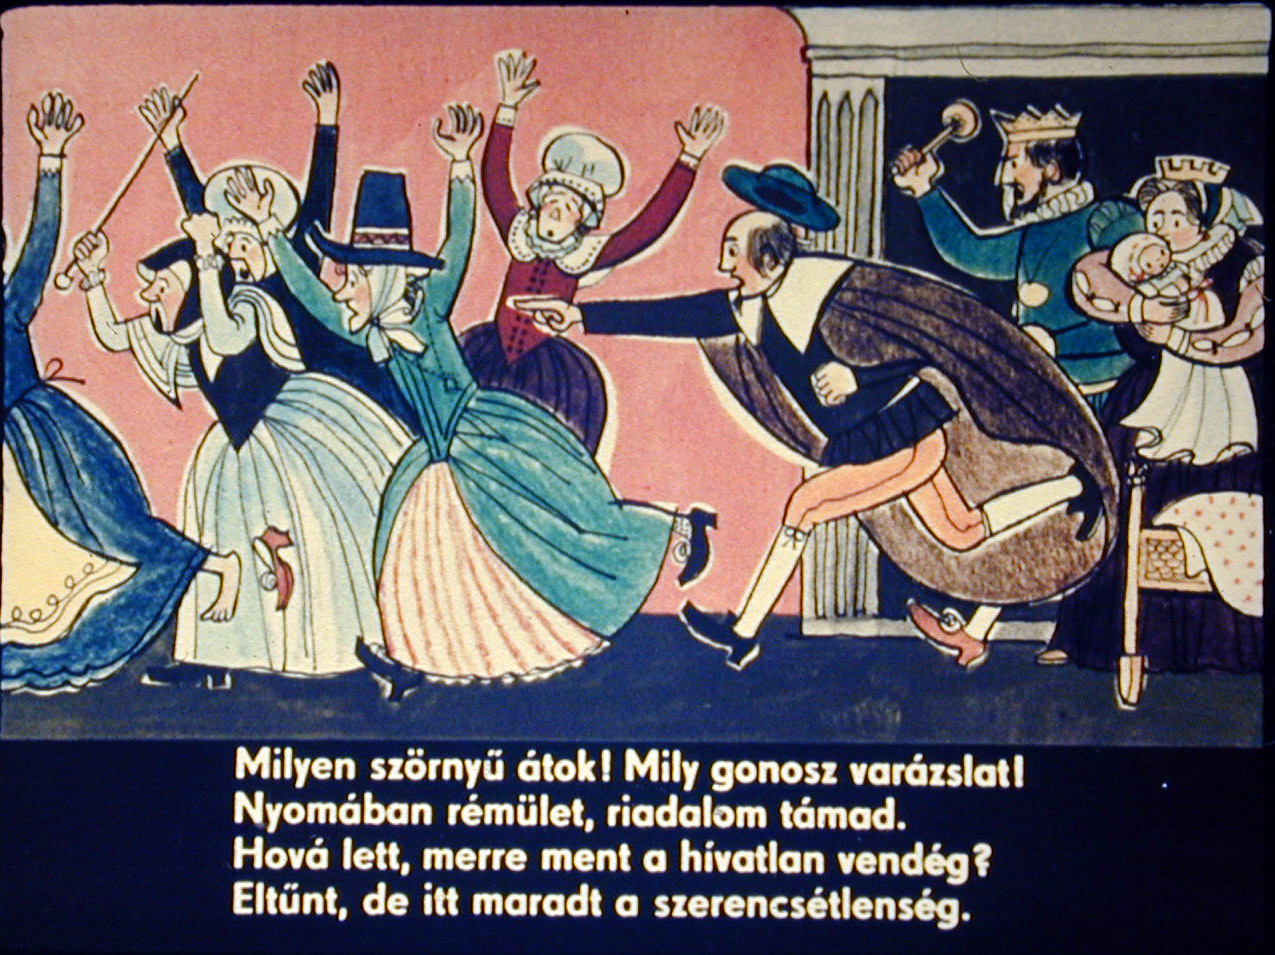 Milyen szörnyű átok! Mily gonosz varázslat!
Nyomában rémület, riadalom támad.
Hová lett, merre ment a hívatlan vendég?
Eltűnt, de itt maradt a szerencsétlenség.